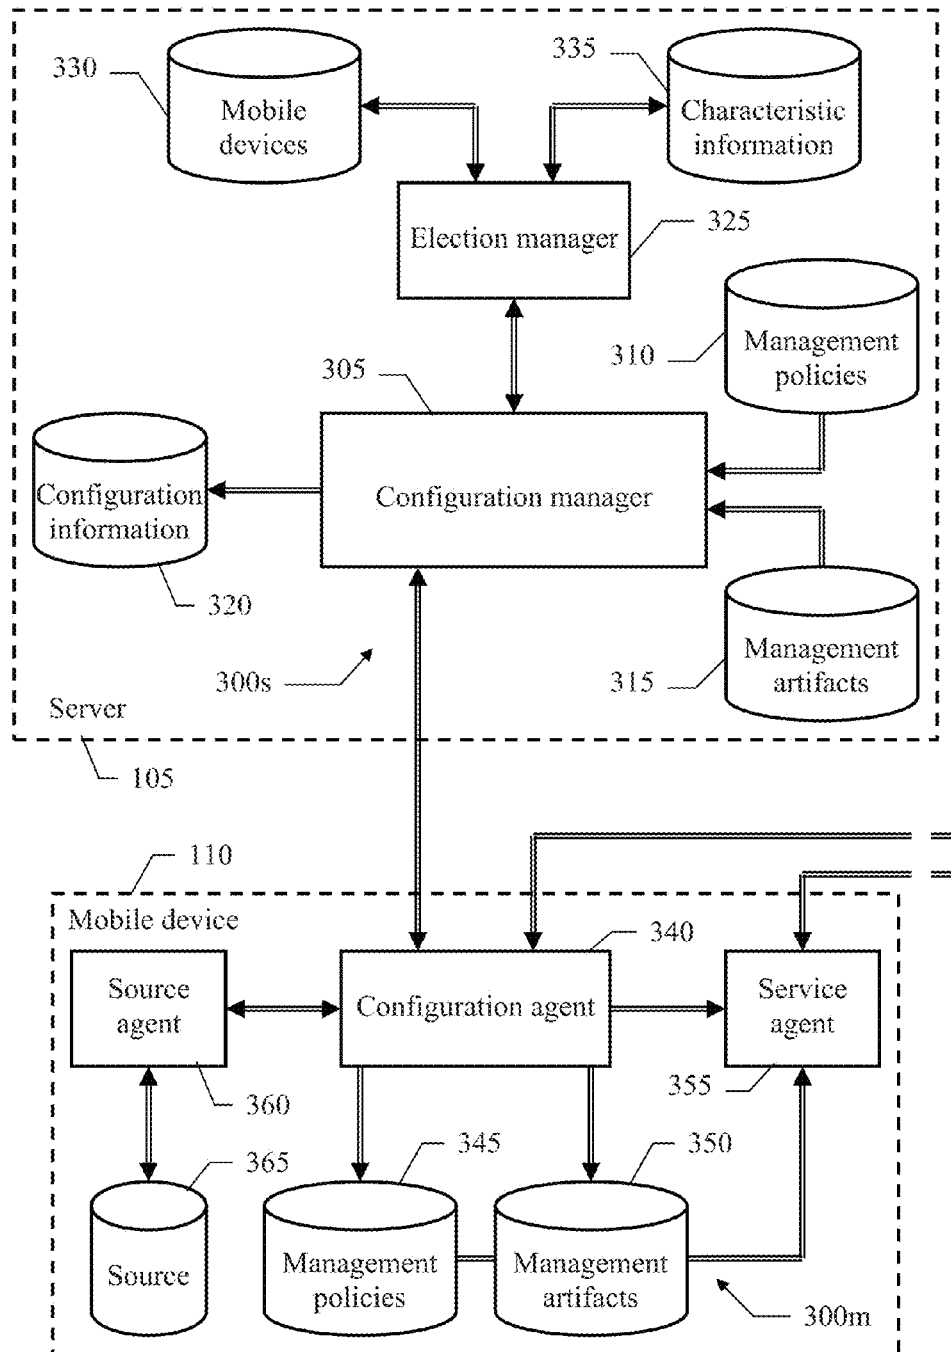 330
Mobile
devices
335
Characteristic
information
Election manager
325
310
Management
policies
305
Configuration
information
Configuration manager
320
300s
315
Management
artifacts
Server
105
110
Mobile device
340
Source
agent
Configuration agent
Service
agent
360
355
365
345
350
Source
Management
policies
Management
artifacts
300m